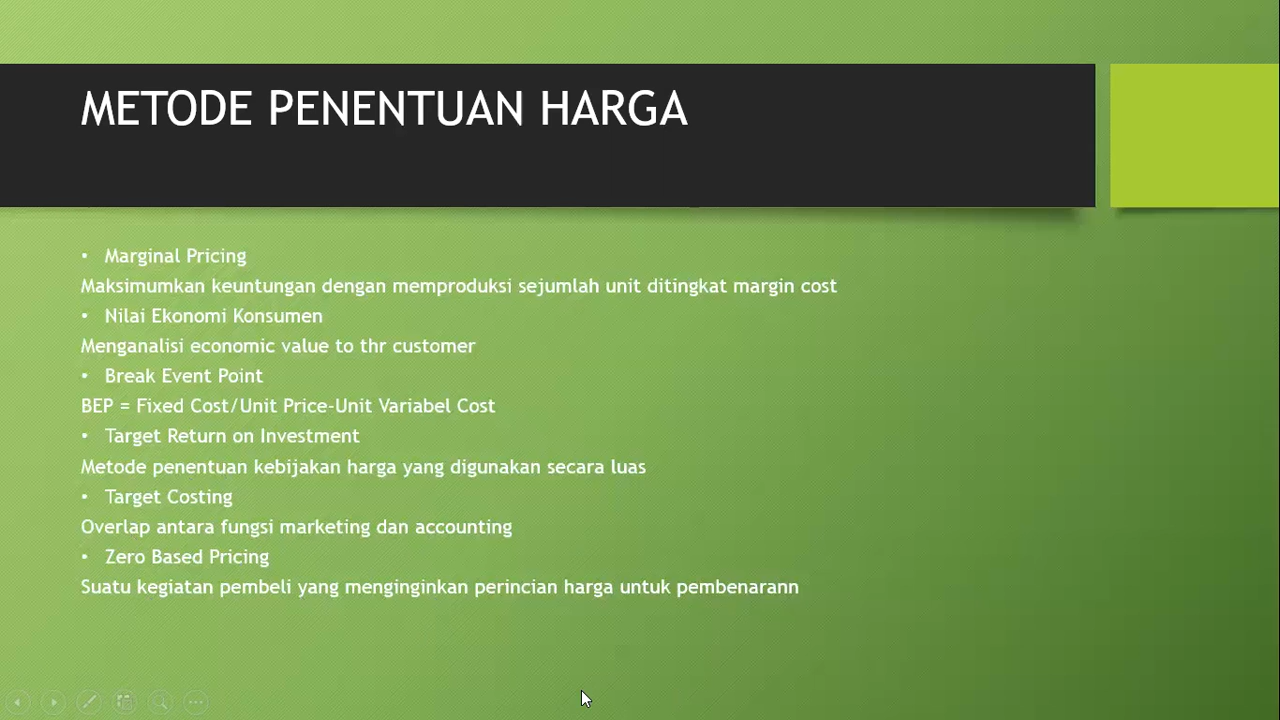 METODE PENENTUAN HARGA
• Marginal Pricing
Maksimumkan keuntungan dengan memproduksi sejumlah unit ditingkat margin cost
• Nilai Ekonomi Konsumen
Menganalisi economic value to thr customer
• Break Event Point
BEP = Fixed Cost/Unit Price-Unit Variabel Cost
• Target Return on Investment
Metode penentuan kebijakan harga yang digunakan secara luas
• Target Costing
Overlap antara fungsi marketing dan accounting
• Zero Based Pricing
Suatu kegiatan pembeli yang menginginkan perincian harga untuk pembenarann